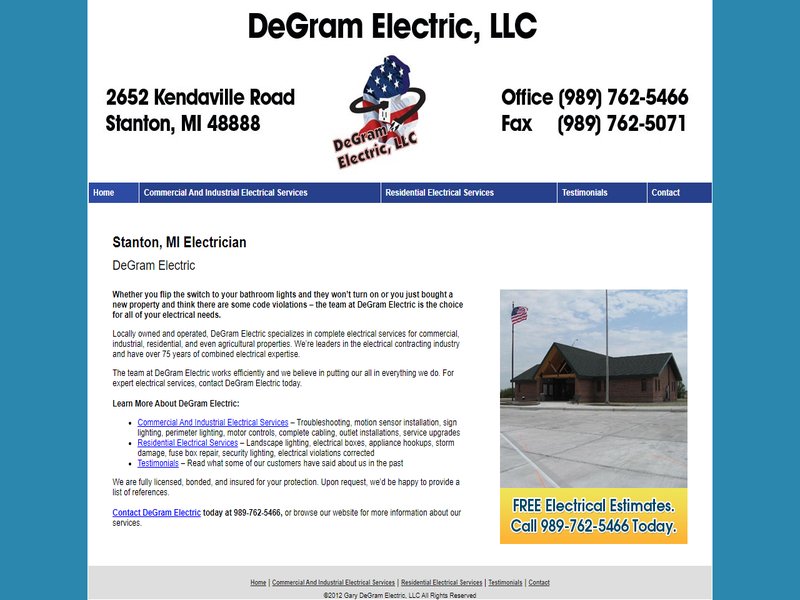 DeGram Electric, LLC
2652 Kendaville Road
Stanton, MI 48888
DeGram
Electric, LLC
Office (989) 762-5466
Fax (989) 762-5071
Home
Commercial And Industrial Electrical Services
Residential Electrical Services
Testimonials
Contact
Stanton, MI Electrician
DeGram Electric
Whether you flip the switch to your bathroom lights and they won't turn on or you just bought a
new property and think there are some code violations – the team at DeGram Electric is the choice
for all of your electrical needs.
Locally owned and operated, DeGram Electric specializes in complete electrical services for commercial,
industrial, residential, and even agricultural properties. We're leaders in the electrical contracting industry
and have over 75 years of combined electrical expertise.
The team at DeGram Electric works efficiently and we believe in putting our all in everything we do. For
expert electrical services, contact DeGram Electric today.
Learn More About DeGram Electric:
• Commercial And Industrial Electrical Services – Troubleshooting, motion sensor installation, sign
lighting, perimeter lighting, motor controls, complete cabling, outlet installations, service upgrades
• Residential Electrical Services – Landscape lighting, electrical boxes, appliance hookups, storm
damage, fuse box repair, security lighting, electrical violations corrected
• Testimonials – Read what some of our customers have said about us in the past
We are fully licensed, bonded, and insured for your protection. Upon request, we'd be happy to provide a
list of references.
Contact DeGram Electric today at 989-762-5466, or browse our website for more information about our
services.
FREE Electrical Estimates.
Call 989-762-5466 Today.
Home | Commercial And Industrial Electrical Services | Residential Electrical Services | Testimonials | Contact
©2012 Gary DeGram Electric, LLC All Rights Reserved